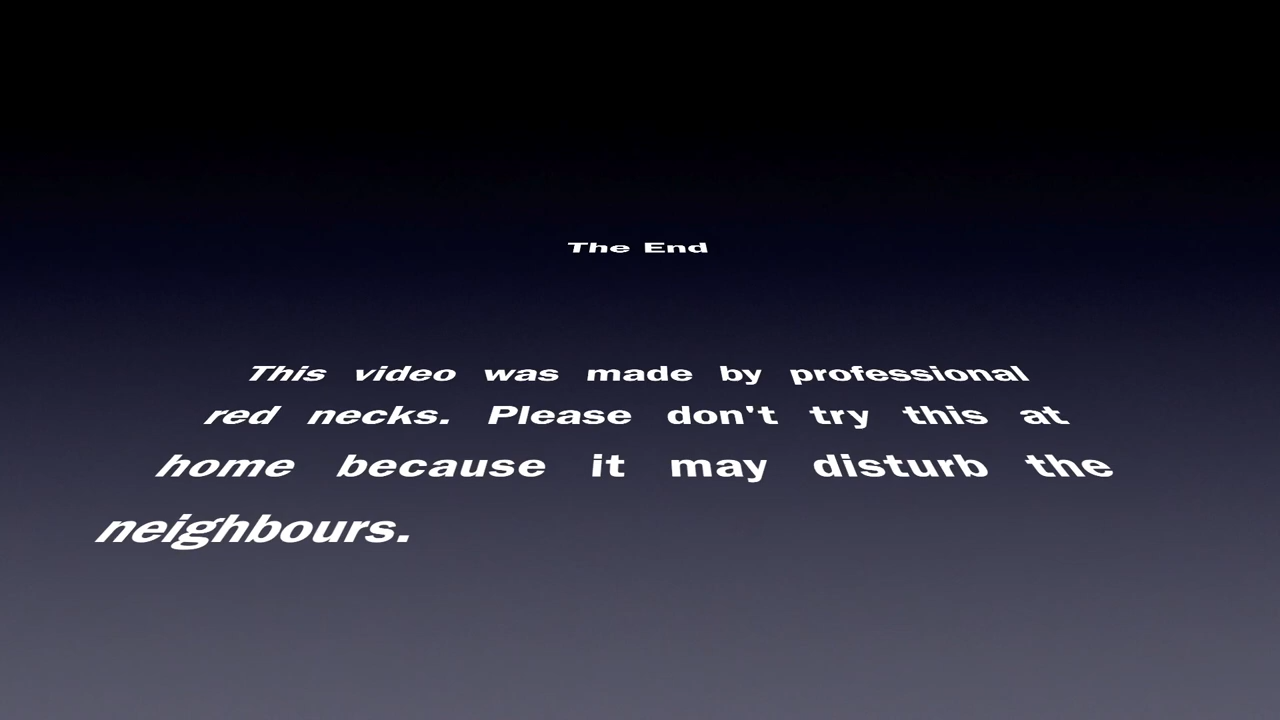 The End
This video was made by professional
red necks. Please don't try this at
home because it may disturb the
neighbours.